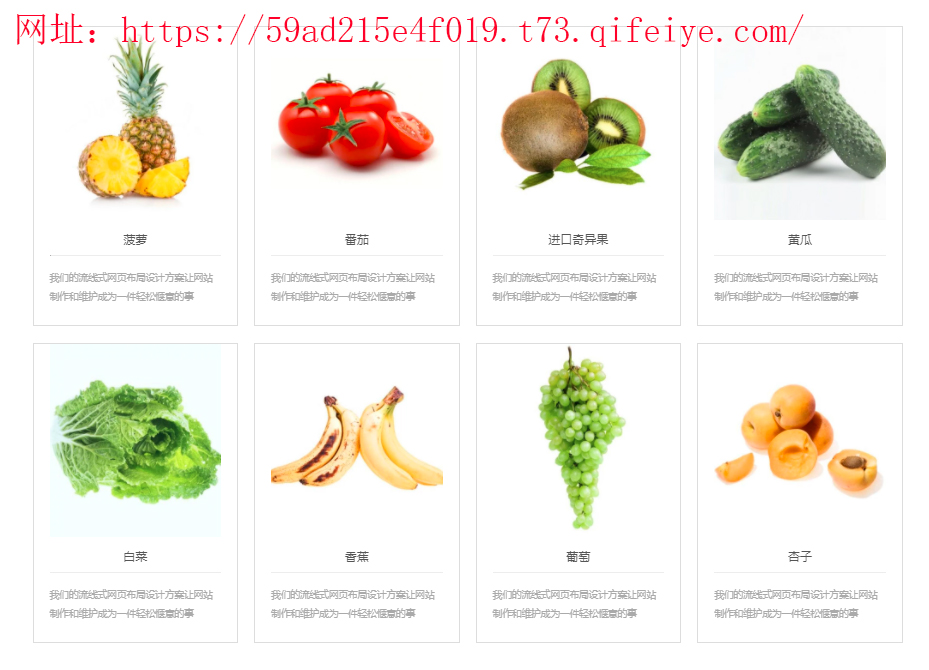 网址：https://59ad215e4f019.t73.qifeiye.com/
菠萝
番茄
进口奇异果
黄瓜
我们的流线式网页布局设计方案让网站
制作和维护成为一件轻松惬意的事
我们的流线式网页布局设计方案让网站
制作和维护成为一件轻松惬意的事
我们的流线式网页布局设计方案让网站
制作和维护成为一件轻松惬意的事
我们的流线式网页布局设计方案让网站
制作和维护成为一件轻松惬意的事
白菜
香蕉
葡萄
杏子
我们的流线式网页布局设计方案让网站
制作和维护成为一件轻松惬意的事
我们的流线式网页布局设计方案让网站
制作和维护成为一件轻松惬意的事
我们的流线式网页布局设计方案让网站
制作和维护成为一件轻松惬意的事
我们的流线式网页布局设计方案让网站
制作和维护成为一件轻松惬意的事